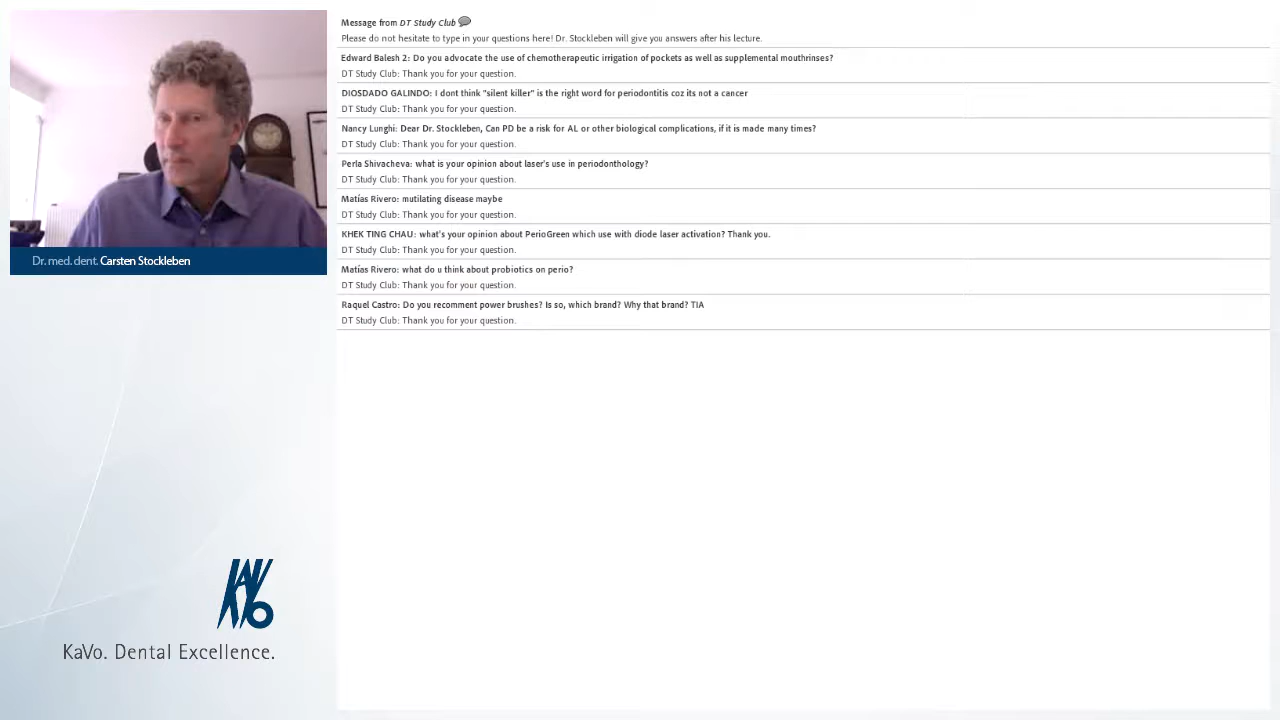 Message from DT Study Club
Please do not hesitate to type in your questions here! Dr. Stockleben will give you answers after his lecture.
Edward Balesh 2: Do you advocate the use of chemotherapeutic irrigation of pockets as well as supplemental mouthrinses?
DT Study Club: Thank you for your question.
DIOSDADO GALINDO: I dont think "silent killer" is the right word for periodontitis coz its not a cancer
DT Study Club: Thank you for your question.
Nancy Lunghi: Dear Dr. Stockleben, Can PD be a risk for AL or other biological complications, if it is made many times?
DT Study Club: Thank you for your question.
Perla Shivacheva: what is your opinion about laser's use in periodonthology?
DT Study Club: Thank you for your question.
Matías Rivero: mutilating disease maybe
DT Study Club: Thank you for your question.
KHEK TING CHAU: what's your opinion about PerioGreen which use with diode laser activation? Thank you.
DT Study Club: Thank you for your question.
Matías Rivero: what do u think about probiotics on perio?
DT Study Club: Thank you for your question.
Raquel Castro: Do you recomment power brushes? Is so, which brand? Why that brand? TIA
DT Study Club: Thank you for your question.
Dr. med. dent. Carsten Stockleben
KAVO
KaVo. Dental Excellence.